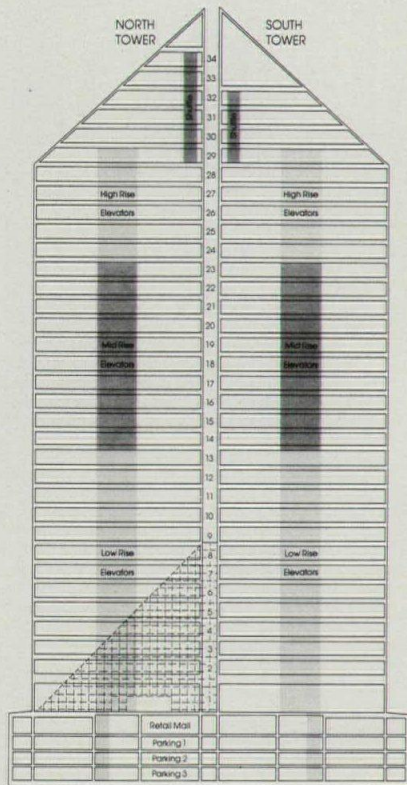 NORTH
TOWER
SOUTH
TOWER
34
33
32
31
30
29
28
27
26
25
24
23
22
21
20
19
18
17
16
15
14
13
12
11
10
9
8
7
6
5
4
3
2
1
Shuttle
Shuttle
High Rise
Elevators
High Rise
Elevators
Mid Rise
Elevators
Mid Rise
Elevators
Low Rise
Elevators
Low Rise
Elevators
Retail Mall
Parking 1
Parking 2
Parking 3